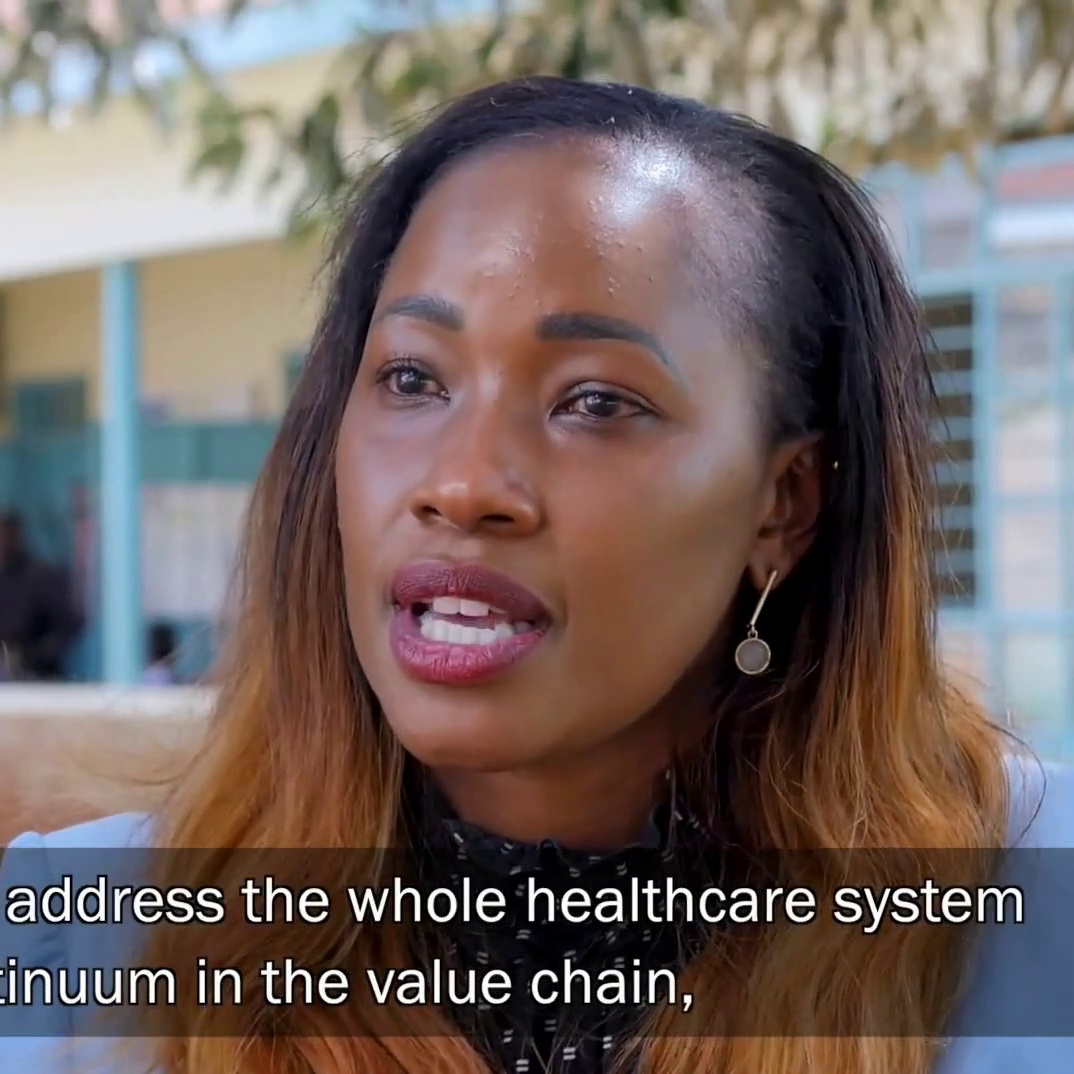 address the whole healthcare system
tinuum in the value chain,